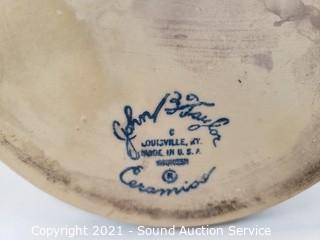 John B Taylor
C
LOUISVILLE, KY.
MADE IN U.S.A.
Ceramics
®
Copyright © 2021 - Sound Auction Service